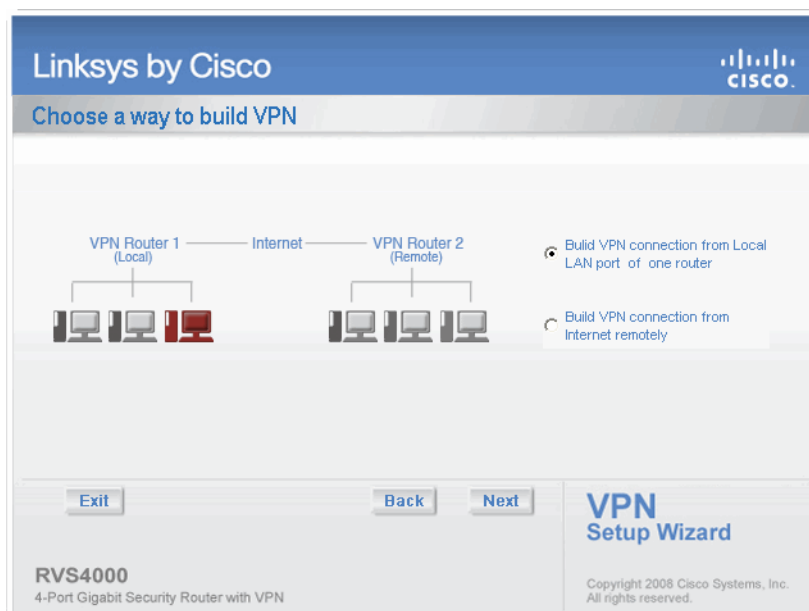 Linksys by Cisco
CISCO.
Choose a way to build VPN
VPN Router 1
(Local)
Internet
VPN Router 2
(Remote)
Bulid VPN connection from Local
LAN port of one router
Build VPN connection from
Internet remotely
Exit
Back
Next
VPN
Setup Wizard
RVS4000
4-Port Gigabit Security Router with VPN
Copyright 2008 Cisco Systems, Inc.
All rights reserved.